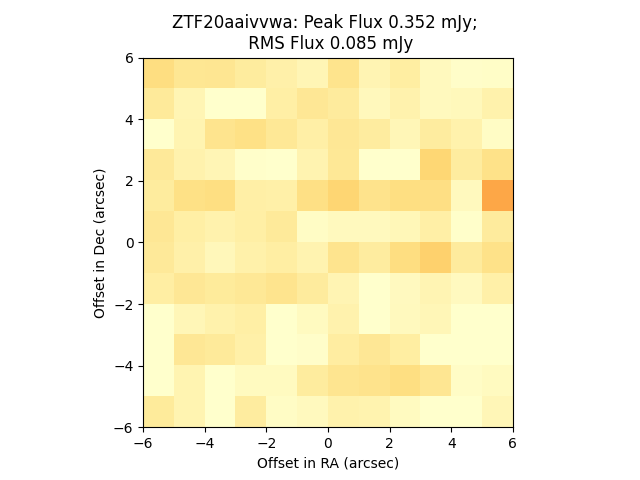 ZTF20aaivvwa: Peak Flux 0.352 mJy;
RMS Flux 0.085 mJy
6
4
2
0
−2
−4
−6
Offset in Dec (arcsec)
−6 −4 −2 0 2 4 6
Offset in RA (arcsec)